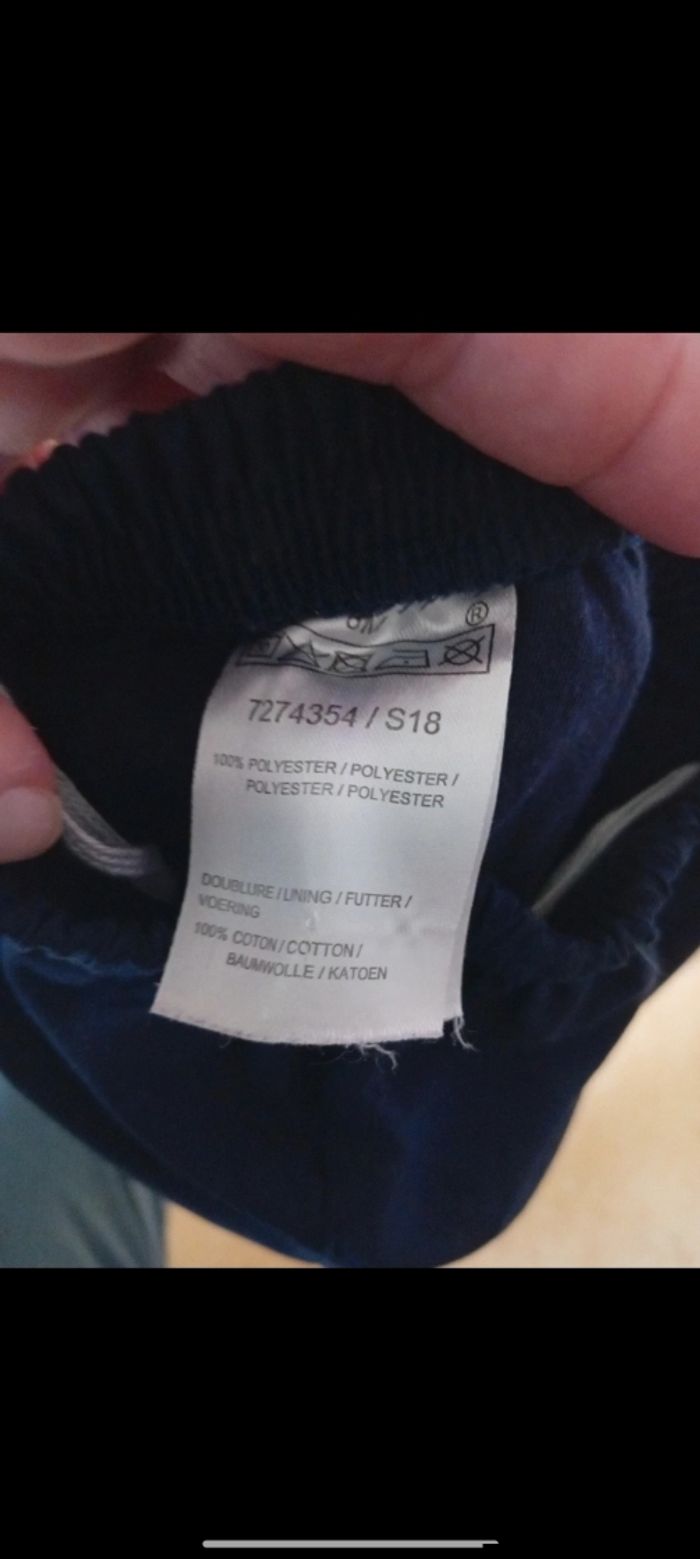 ®
7274354 / S18
100% POLYESTER / POLYESTER /
POLYESTER / POLYESTER
DOUBLURE / LINING / FUTTER /
VOERING
100% COTON / COTTON /
BAUMWOLLE / KATOEN